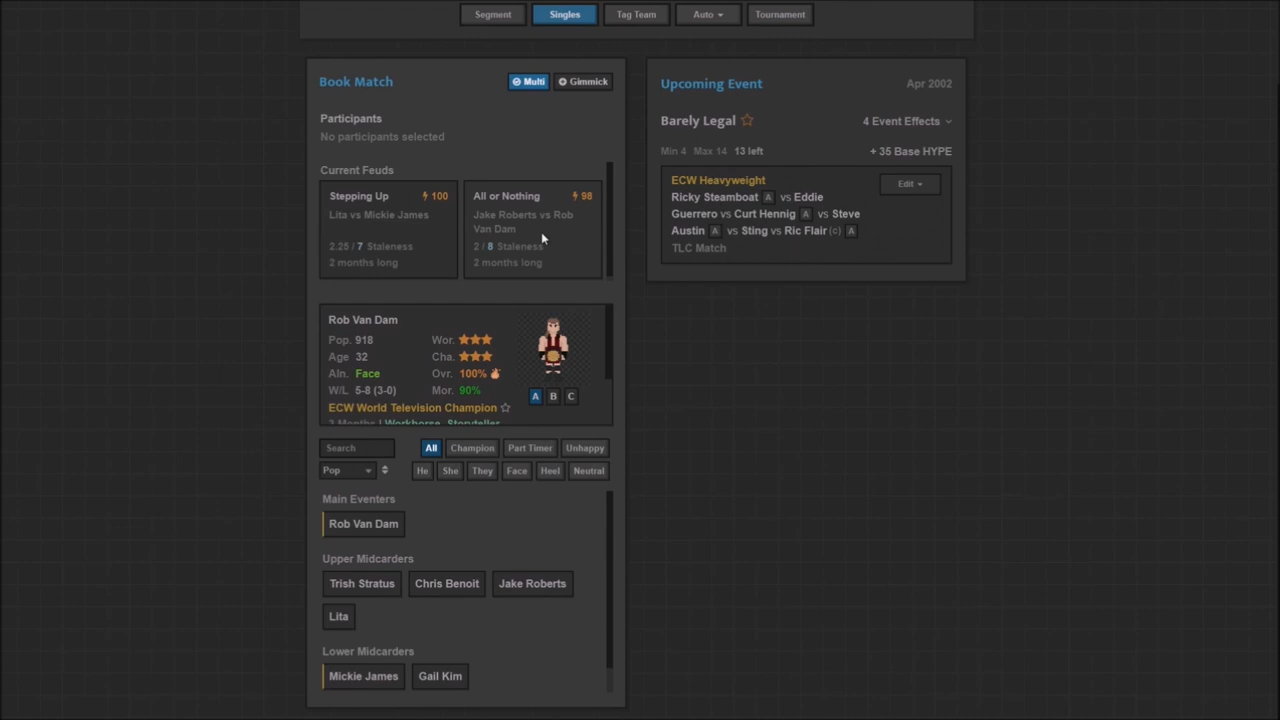 Segment
Singles
Tag Team
Auto
Tournament
Book Match
Multi
Gimmick
Participants
No participants selected
Current Feuds
Stepping Up
100
Lita vs Mickie James
2.25 / 7 Staleness
2 months long
All or Nothing
98
Jake Roberts vs Rob
Van Dam
2 / 8 Staleness
2 months long
Rob Van Dam
Pop. 918
Wor.
Age 32
Cha.
Aln. Face
Ovr. 100%
W/L 5-8 (3-0)
Mor. 90%
A B C
ECW World Television Champion
3 Months | Workhorse, Storyteller
Search
All
Champion
Part Timer
Unhappy
Pop
He
She
They
Face
Heel
Neutral
Main Eventers
Rob Van Dam
Upper Midcarders
Trish Stratus
Chris Benoit
Jake Roberts
Lita
Lower Midcarders
Mickie James
Gail Kim
Upcoming Event
Apr 2002
Barely Legal
4 Event Effects
Min 4 Max 14 13 left
+ 35 Base HYPE
ECW Heavyweight
Edit
Ricky Steamboat A vs Eddie
Guerrero vs Curt Hennig A vs Steve
Austin A vs Sting vs Ric Flair (c) A
TLC Match